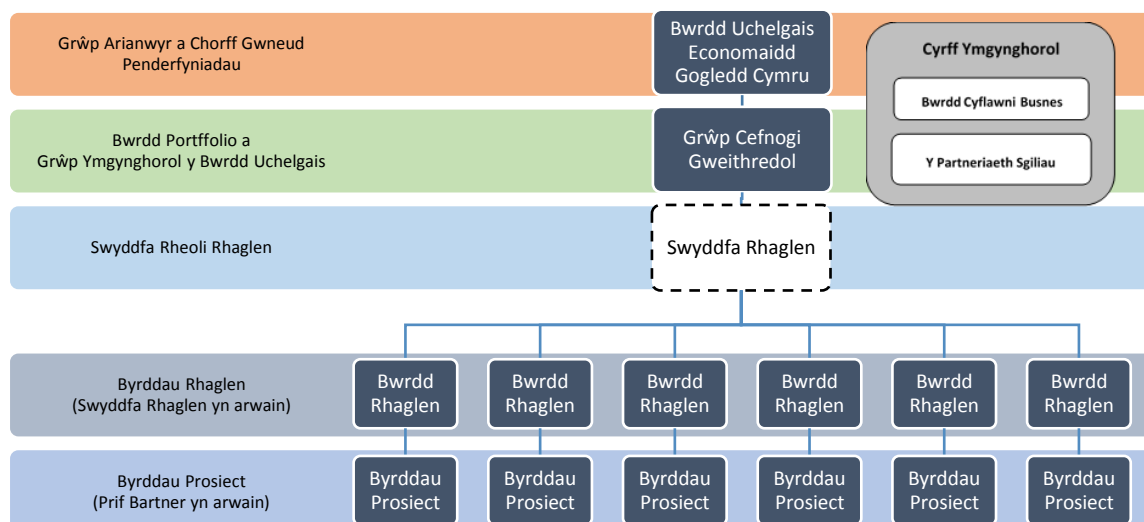 Grŵp Arianwyr a Chorff Gwneud
Penderfyniadau
Bwrdd Uchelgais
Economaidd
Gogledd Cymru
Cyrff Ymgynghorol
Bwrdd Cyflawni Busnes
Y Partneriaeth Sgiliau
Bwrdd Portffolio a
Grŵp Ymgynghorol y Bwrdd Uchelgais
Grŵp Cefnogi
Gweithredol
Swyddfa Rheoli Rhaglen
Swyddfa Rhaglen
Byrddau Rhaglen
(Swyddfa Rhaglen yn arwain)
Bwrdd
Rhaglen
Bwrdd
Rhaglen
Bwrdd
Rhaglen
Bwrdd
Rhaglen
Bwrdd
Rhaglen
Bwrdd
Rhaglen
Byrddau Prosiect
(Prif Bartner yn arwain)
Byrddau
Prosiect
Byrddau
Prosiect
Byrddau
Prosiect
Byrddau
Prosiect
Byrddau
Prosiect
Byrddau
Prosiect